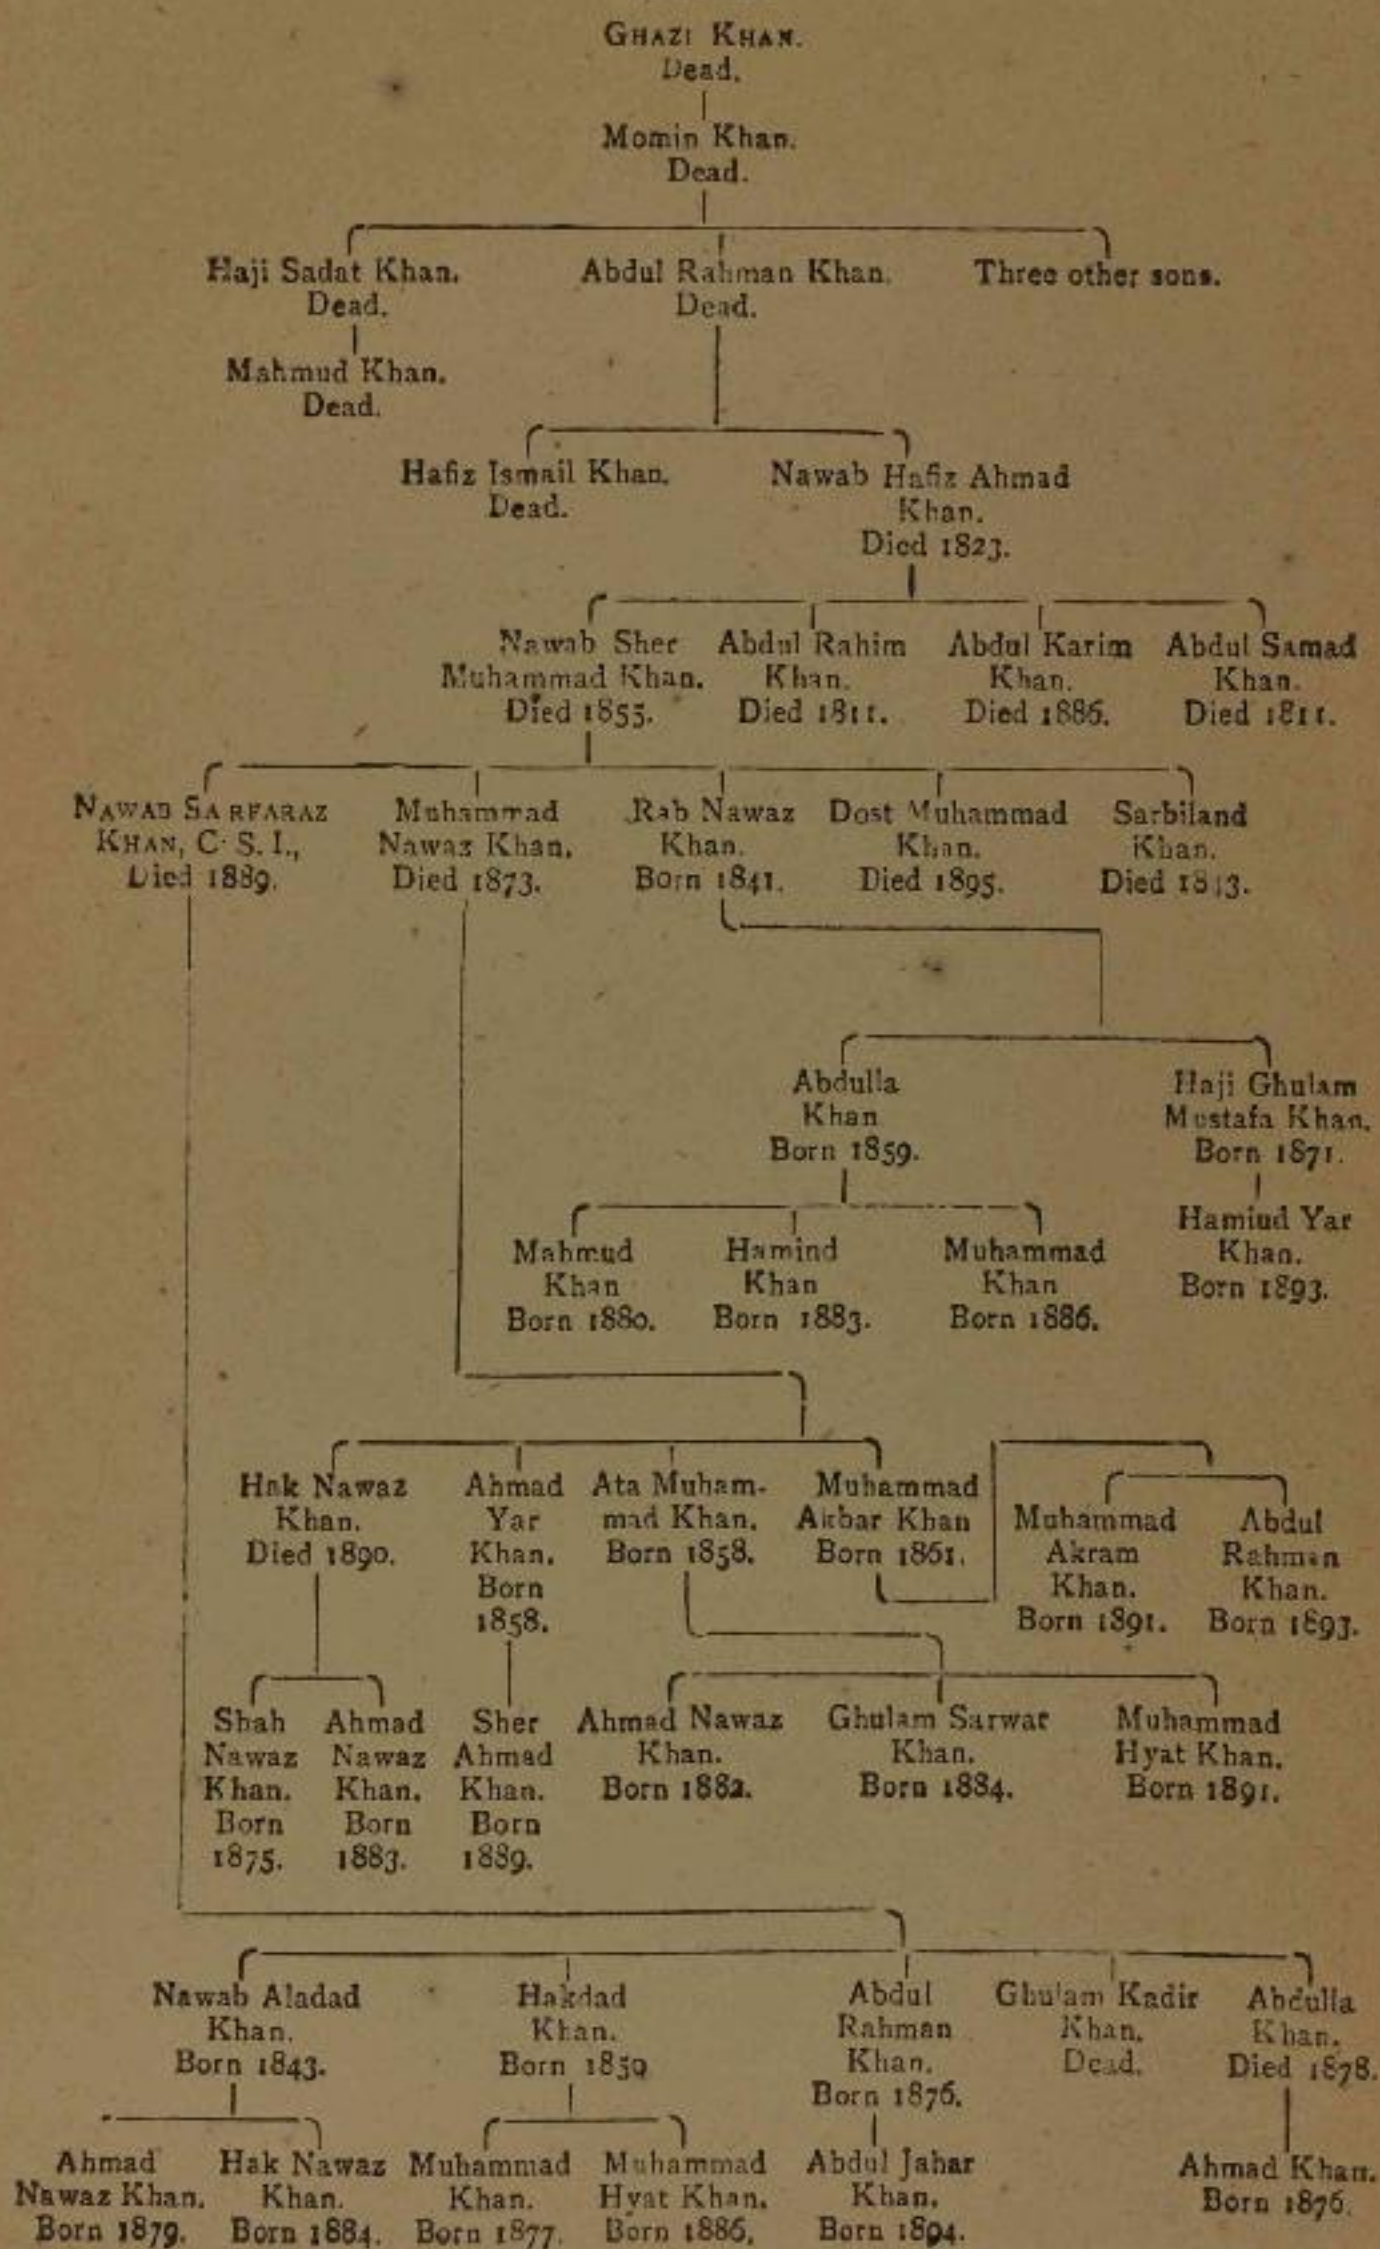 GHAZI KHAN.
Dead.
Momin Khan.
Dead.
Haji Sadat Khan.
Dead.
Abdul Rahman Khan.
Dead.
Three other sons.
Mahmud Khan.
Dead.
Hafiz Ismail Khan.
Dead.
Nawab Hafiz Ahmad
Khan.
Died 1823.
Nawab Sher
Muhammad Khan.
Died 1855.
Abdul Rahim
Khan.
Died 1811.
Abdul Karim
Khan.
Died 1886.
Abdul Samad
Khan.
Died 1811.
NAWAB SARFARAZ
KHAN, C. S. I.,
Died 1889.
Muhammad
Nawaz Khan.
Died 1873.
Rab Nawaz
Khan.
Born 1841.
Dost Muhammad
Khan.
Died 1895.
Sarbiland
Khan.
Died
Abdulla
Khan
Born 1859.
Haji Ghulam
Mustafa Khan.
Born 1871.
Mahmud
Khan
Born 1880.
Hamind
Khan
Born 1883.
Muhammad
Khan
Born 1886.
Hamiud Yar
Khan.
Born 1893.
Hak Nawaz
Khan.
Died 1890.
Ahmad
Yar
Khan.
Born
1858.
Ata Muham-
mad Khan.
Born 1858.
Muhammad
Akbar Khan
Born 1861.
Muhammad
Akram
Khan.
Born 1891.
Abdul
Rahman
Khan.
Born 1893.
Shah
Nawaz
Khan.
Born
1875.
Ahmad
Nawaz
Khan.
Born
1883.
Sher
Ahmad
Khan.
Born
1889.
Ahmad Nawaz
Khan.
Born 1882.
Ghulam Sarwar
Khan.
Born 1884.
Muhammad
Hyat Khan.
Born 1891.
Nawab Aladad
Khan.
Born 1843.
Hakdad
Khan.
Born 1859
Abdul
Rahman
Khan.
Born 1876.
Ghulam Kadir
Khan.
Dead.
Abdulla
Khan.
Died 1878.
Ahmad
Nawaz Khan.
Born 1879.
Hak Nawaz
Khan.
Born 1884.
Muhammad
Khan.
Born 1877.
Muhammad
Hyat Khan.
Born 1886.
Abdul Jahar
Khan.
Born 1894.
Ahmad Khan.
Born 1876.